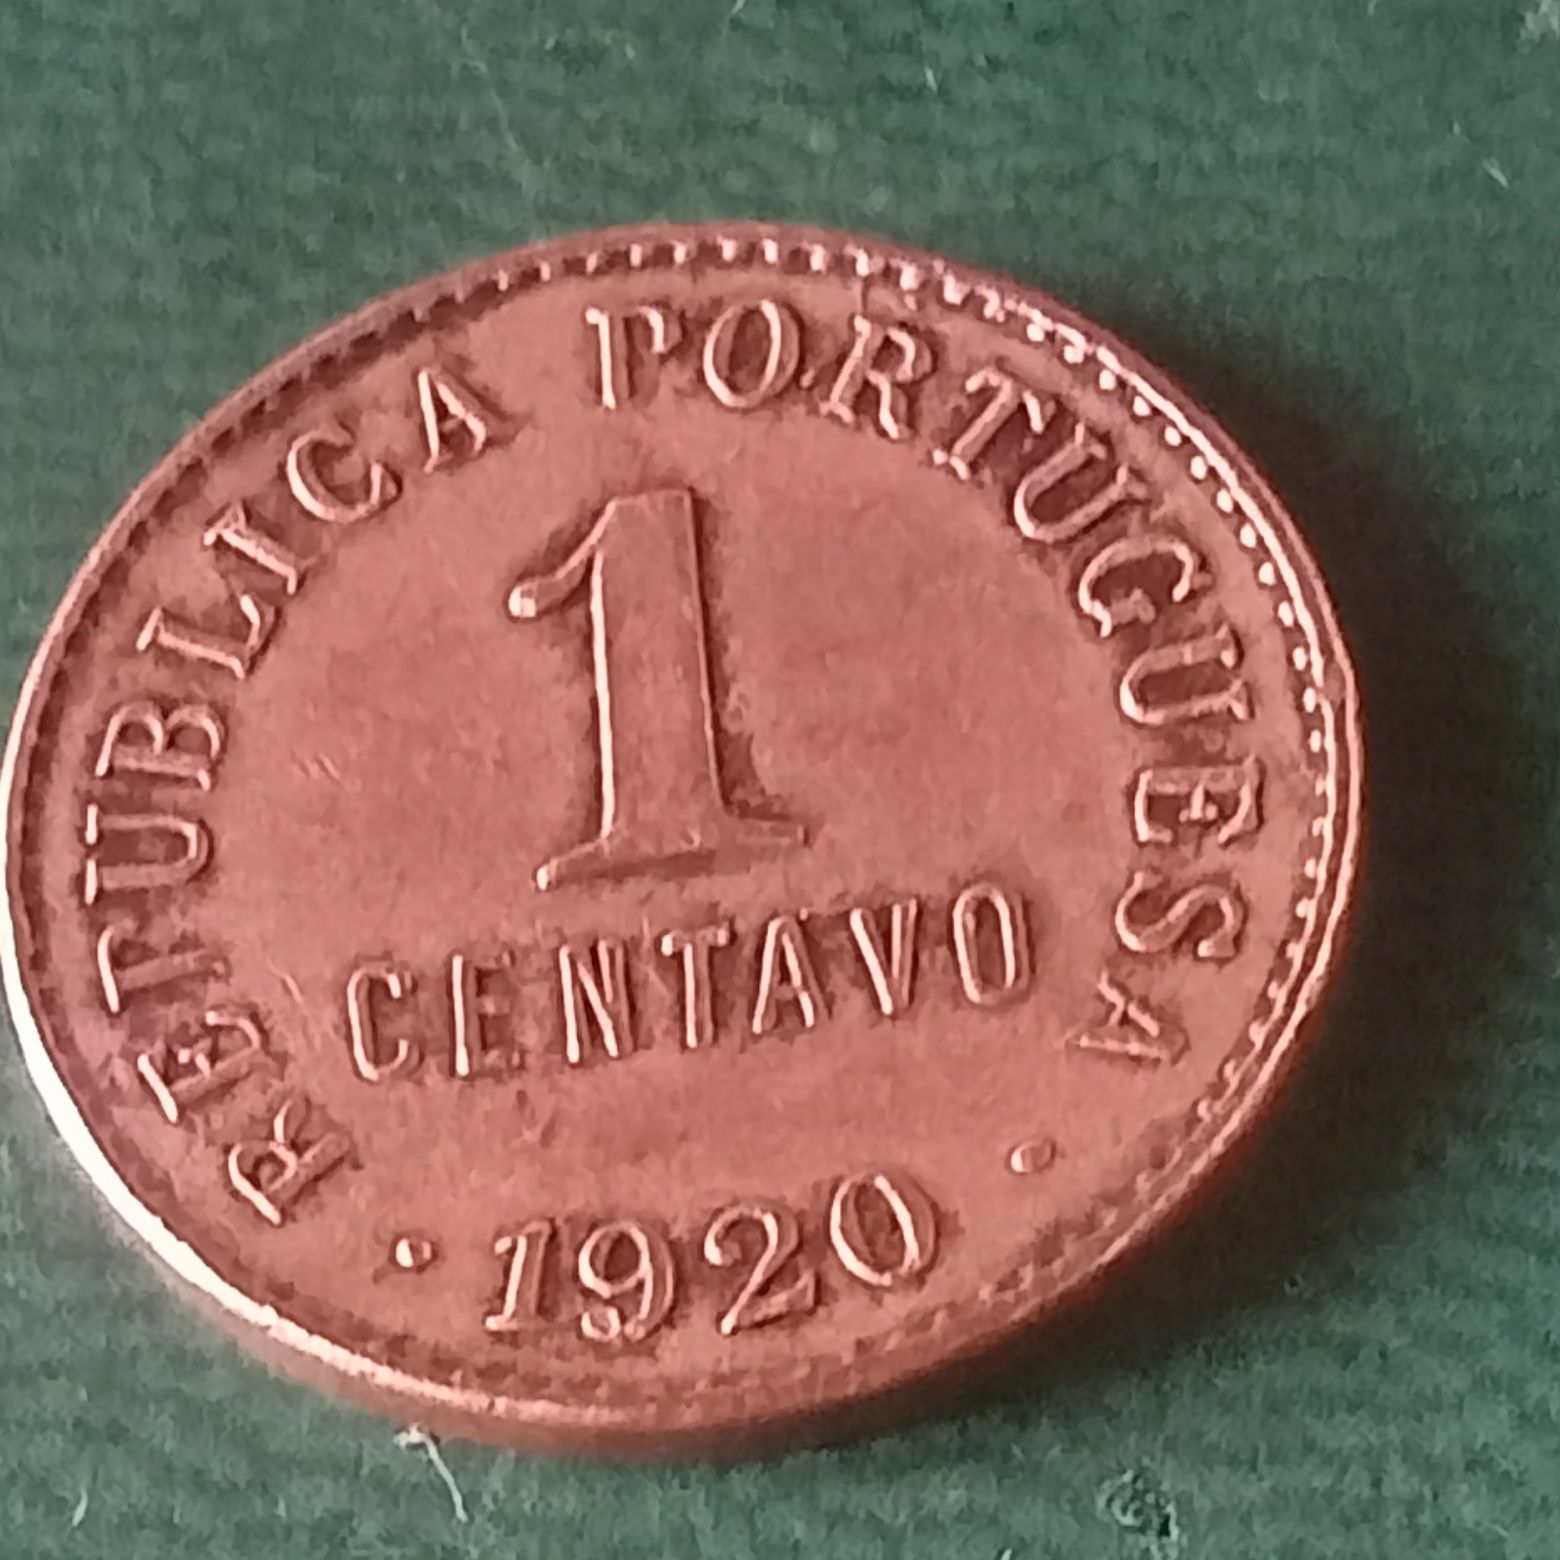 REPUBLICA PORTUGUESA
1
CENTAVO
· 1920 ·